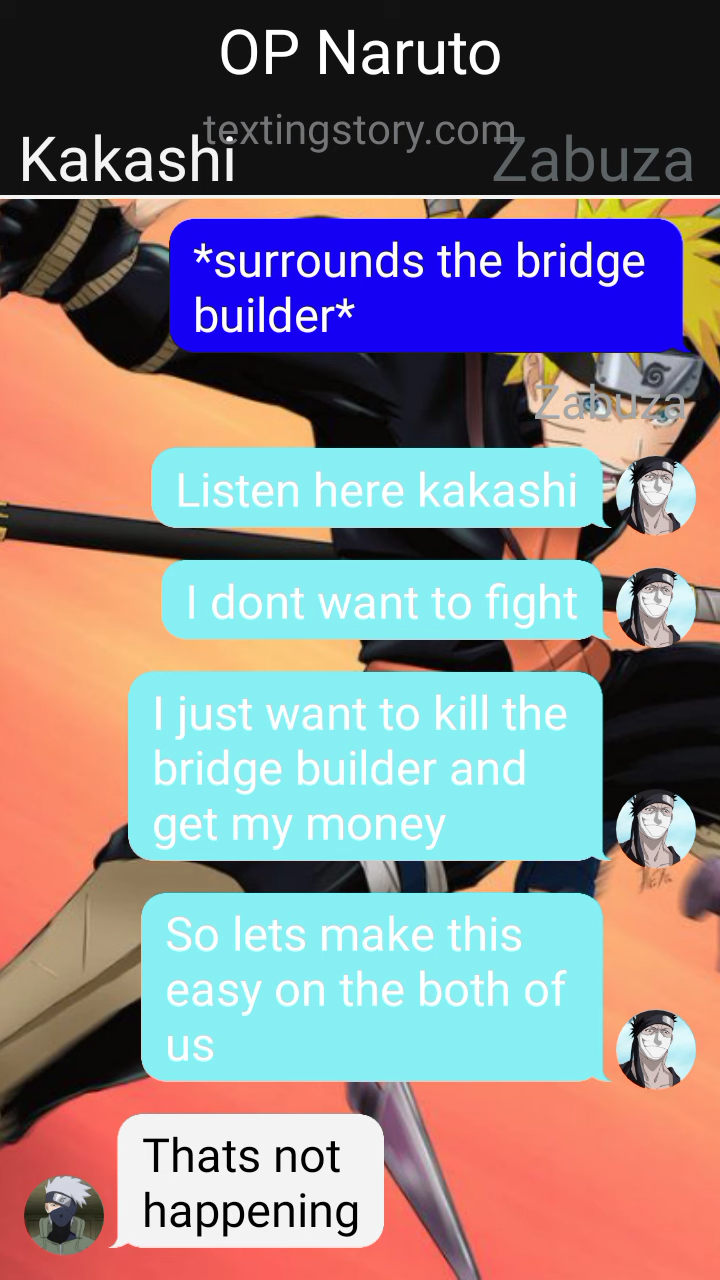 OP Naruto
textingstory.com
Kakashi
Zabuza
*surrounds the bridge
builder*
Zabuza
Listen here kakashi
I dont want to fight
I just want to kill the
bridge builder and
get my money
So lets make this
easy on the both of
us
Thats not
happening